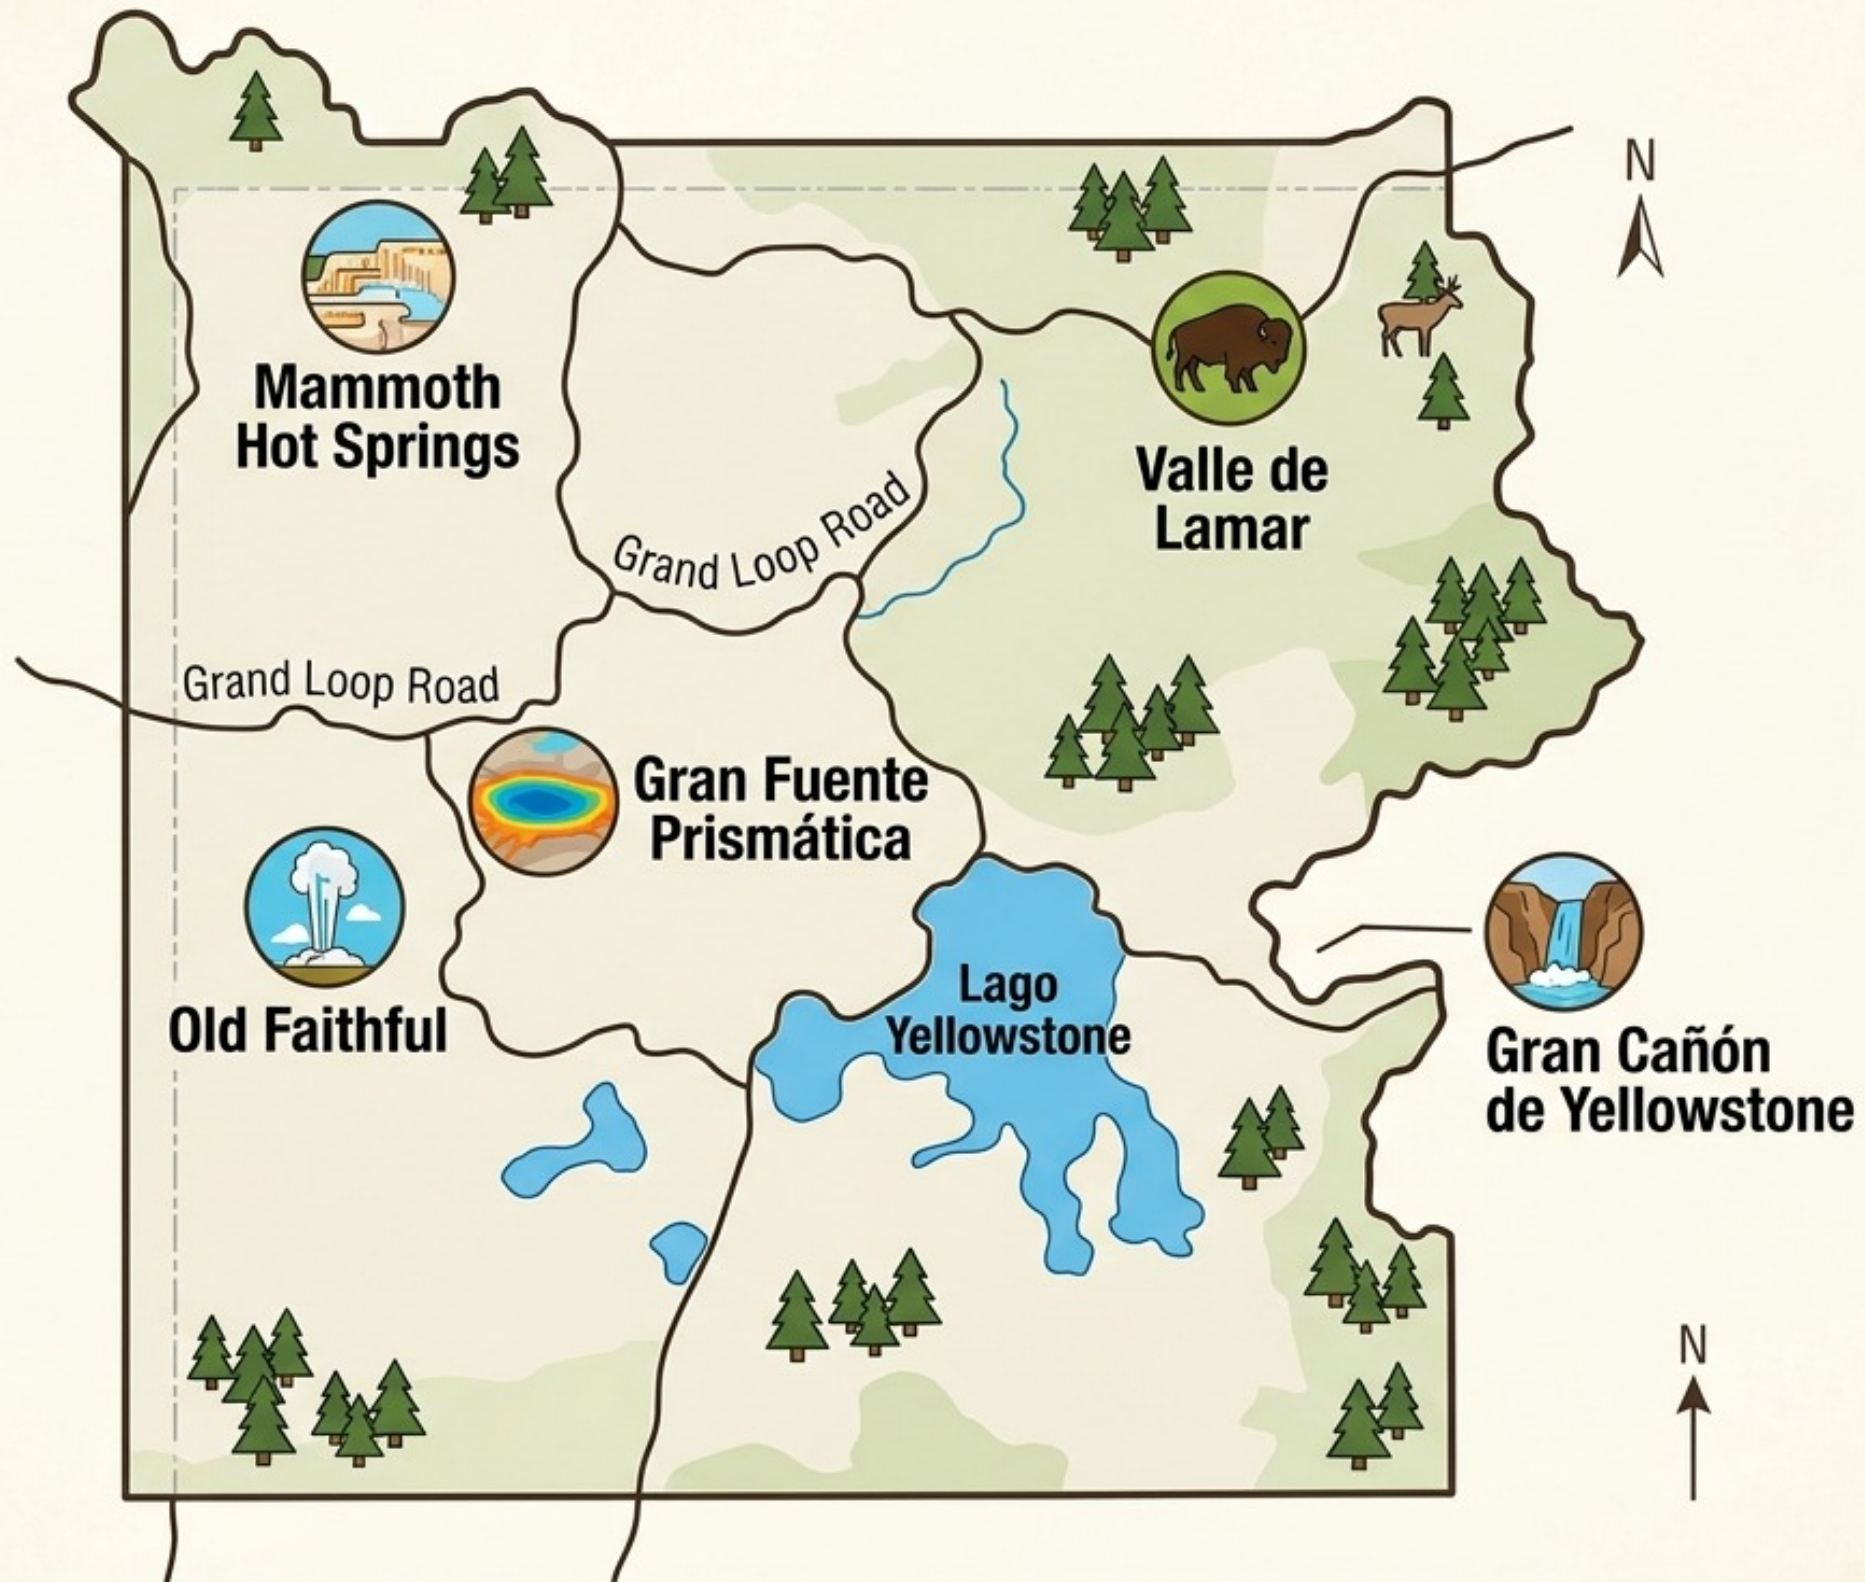 N
Mammoth
Hot Springs
Valle de
Lamar
Grand Loop Road
Grand Loop Road
Gran Fuente
Prismática
Old Faithful
Lago
Yellowstone
Gran Cañón
de Yellowstone
N